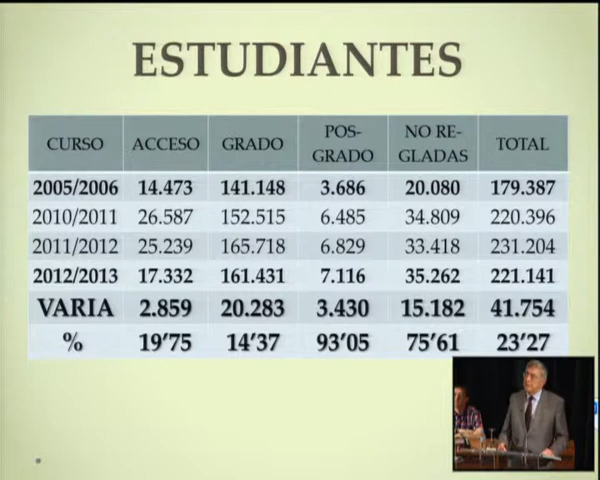 ESTUDIANTES
CURSO ACCESO GRADO POS-GRADO NO RE-GLADAS TOTAL
2005/2006 14.473 141.148 3.686 20.080 179.387
2010/2011 26.587 152.515 6.485 34.809 220.396
2011/2012 25.239 165.718 6.829 33.418 231.204
2012/2013 17.332 161.431 7.116 35.262 221.141
VARIA 2.859 20.283 3.430 15.182 41.754
% 19’75 14’37 93’05 75’61 23’27